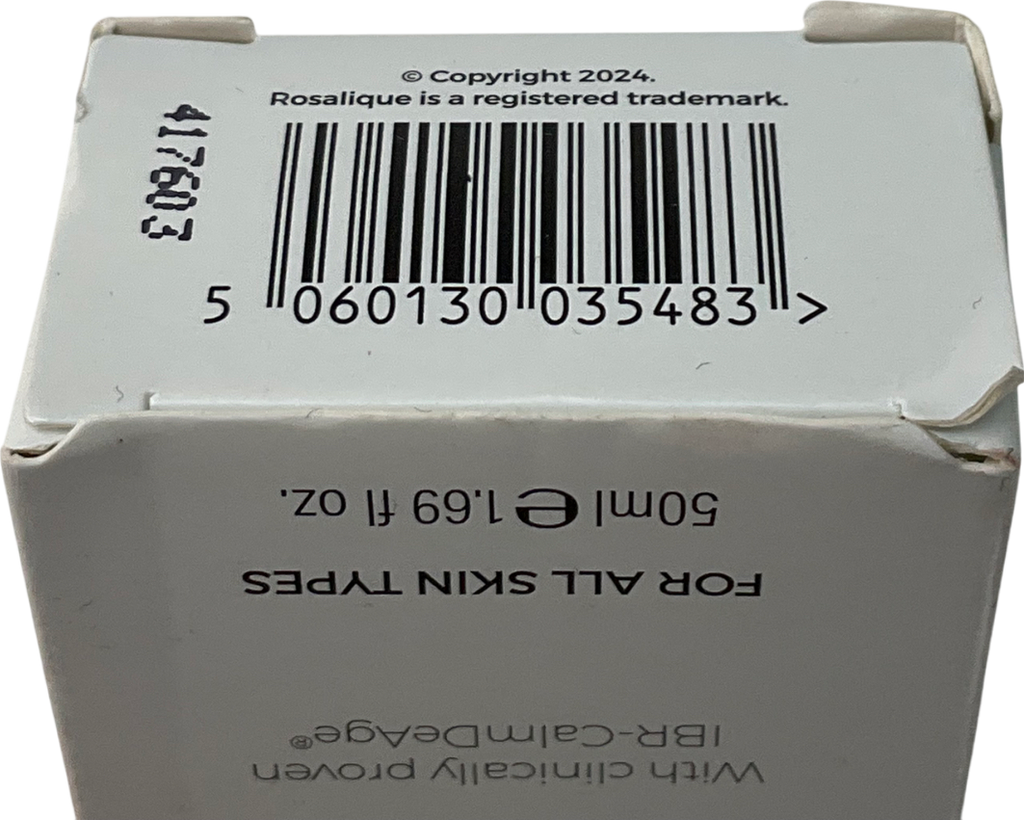 © Copyright 2024.
Rosalique is a registered trademark.
417603
5 060130 035483 >
50ml ℮ 1.69 fl oz.
FOR ALL SKIN TYPES
IBR-CalmDeAge®
With clinically proven